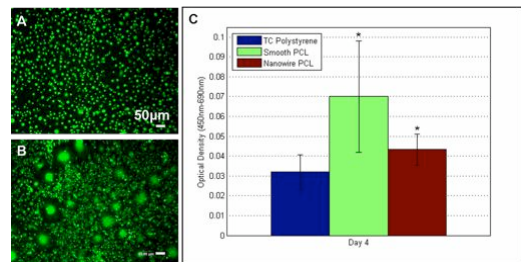 A
50µm
B
C
TC Polystyrene
Smooth PCL
Nanowire PCL
*
*
Optical Density (450nm-690nm)
0.1
0.09
0.08
0.07
0.06
0.05
0.04
0.03
0.02
0.01
0
Day 4